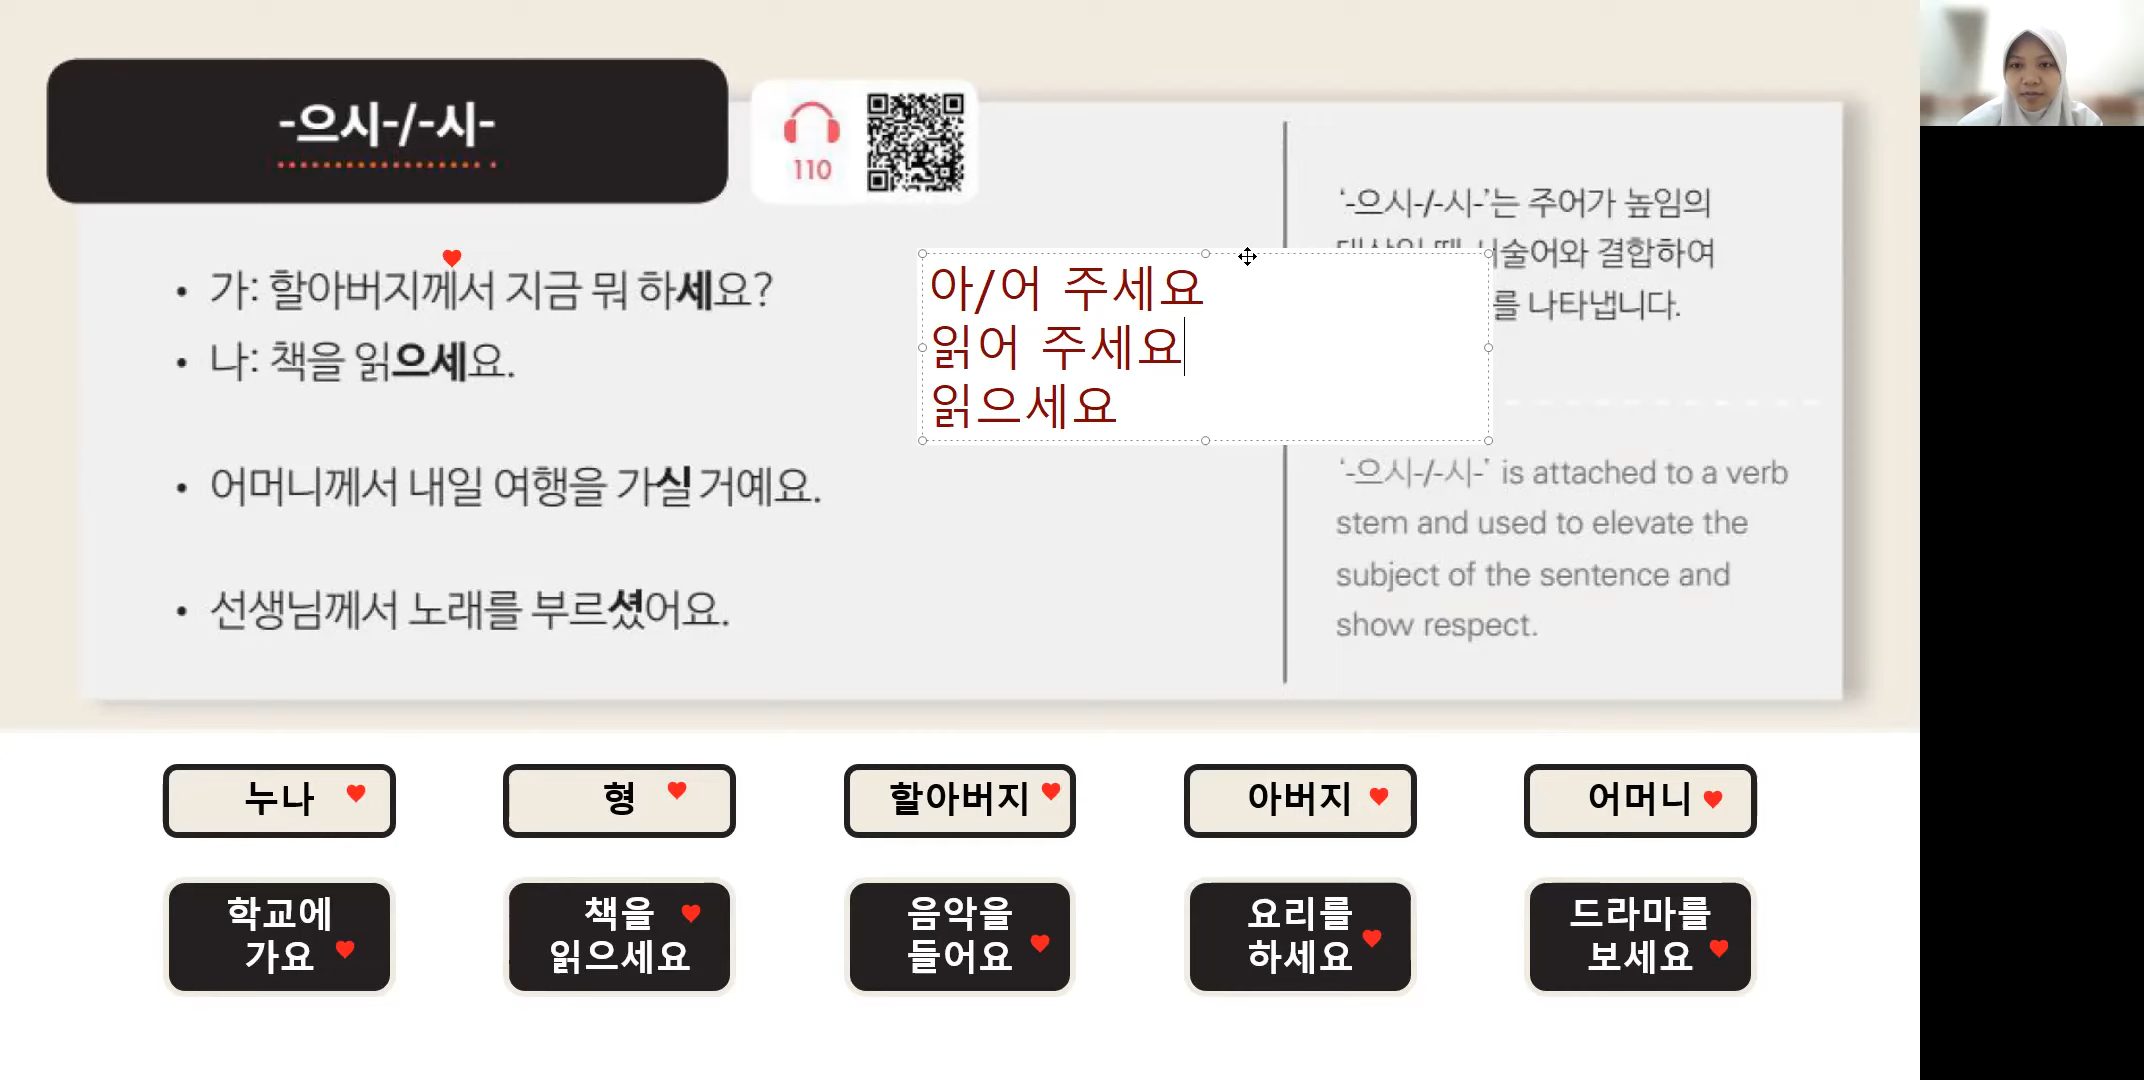 -으시-/-시-
110
• 가: 할아버지께서 지금 뭐 하세요?
• 나: 책을 읽으세요.
• 어머니께서 내일 여행을 가실 거예요.
• 선생님께서 노래를 부르셨어요.
아/어 주세요
읽어 주세요
읽으세요
‘-으시-/-시-’는 주어가 높임의
서술어와 결합하여
를 나타냅니다.
‘-으시-/-시-’ is attached to a verb
stem and used to elevate the
subject of the sentence and
show respect.
누나
형
할아버지
아버지
어머니
학교에
가요
책을
읽으세요
음악을
들어요
요리를
하세요
드라마를
보세요